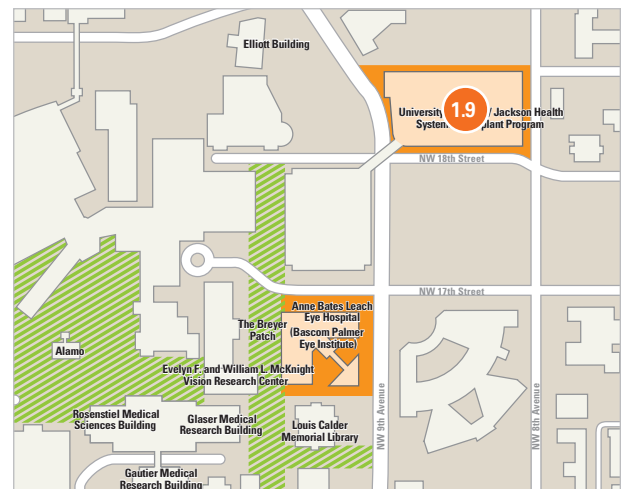 Elliott Building
University / Jackson Health
System plant Program
1.9
NW 18th Street
NW 17th Street
Anne Bates Leach
Eye Hospital
(Bascom Palmer
Eye Institute)
The Breyer
Patch
Alamo
Evelyn F. and William L. McKnight
Vision Research Center
Rosenstiel Medical
Sciences Building
Glaser Medical
Research Building
Louis Calder
Memorial Library
NW 9th Avenue
NW 8th Avenue
Gautier Medical
Research Building